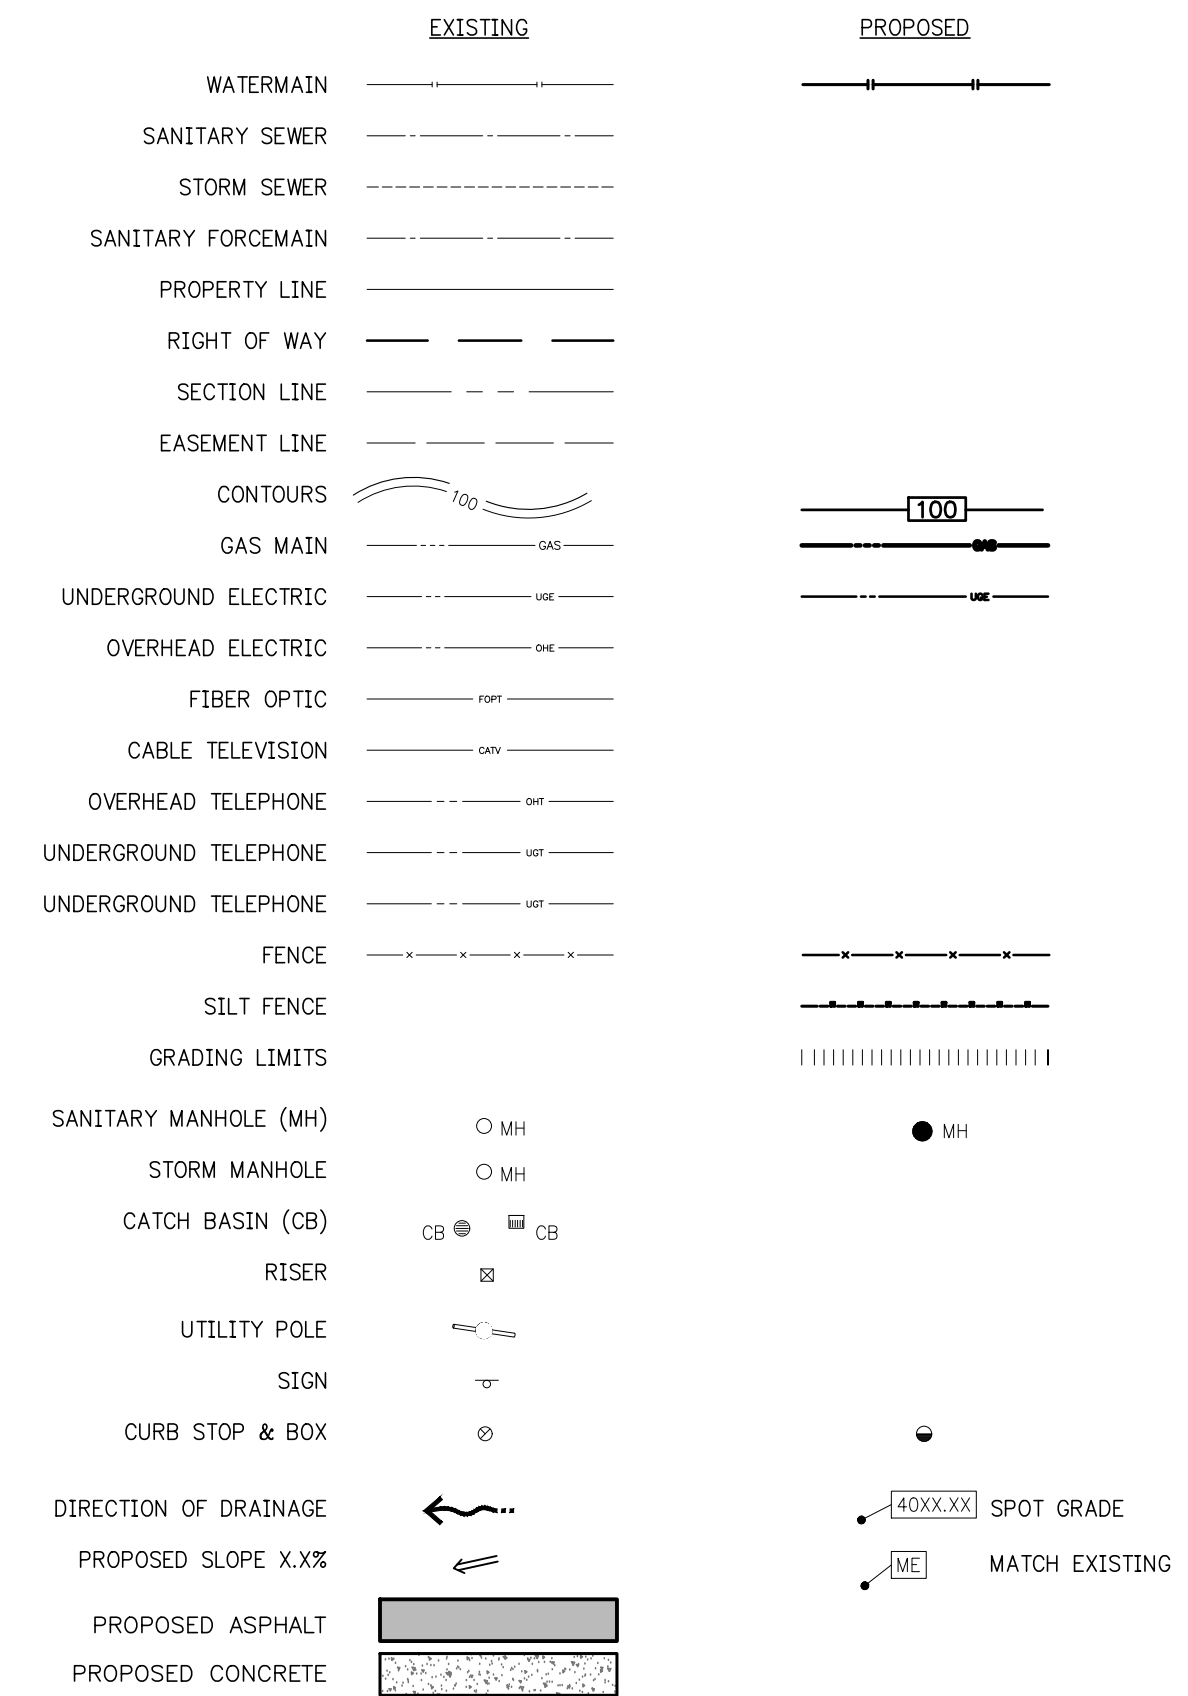 EXISTING PROPOSED
WATERMAIN
SANITARY SEWER
STORM SEWER
SANITARY FORCEMAIN
PROPERTY LINE
RIGHT OF WAY
SECTION LINE
EASEMENT LINE
CONTOURS 100 100
GAS MAIN GAS GAS
UNDERGROUND ELECTRIC UGE UGE
OVERHEAD ELECTRIC OHE
FIBER OPTIC FOPT
CABLE TELEVISION CATV
OVERHEAD TELEPHONE OHT
UNDERGROUND TELEPHONE UGT
UNDERGROUND TELEPHONE UGT
FENCE
SILT FENCE
GRADING LIMITS
SANITARY MANHOLE (MH) MH MH
STORM MANHOLE MH
CATCH BASIN (CB) CB CB
RISER
UTILITY POLE
SIGN
CURB STOP & BOX
DIRECTION OF DRAINAGE 40XX.XX SPOT GRADE
PROPOSED SLOPE X.X% ME MATCH EXISTING
PROPOSED ASPHALT
PROPOSED CONCRETE